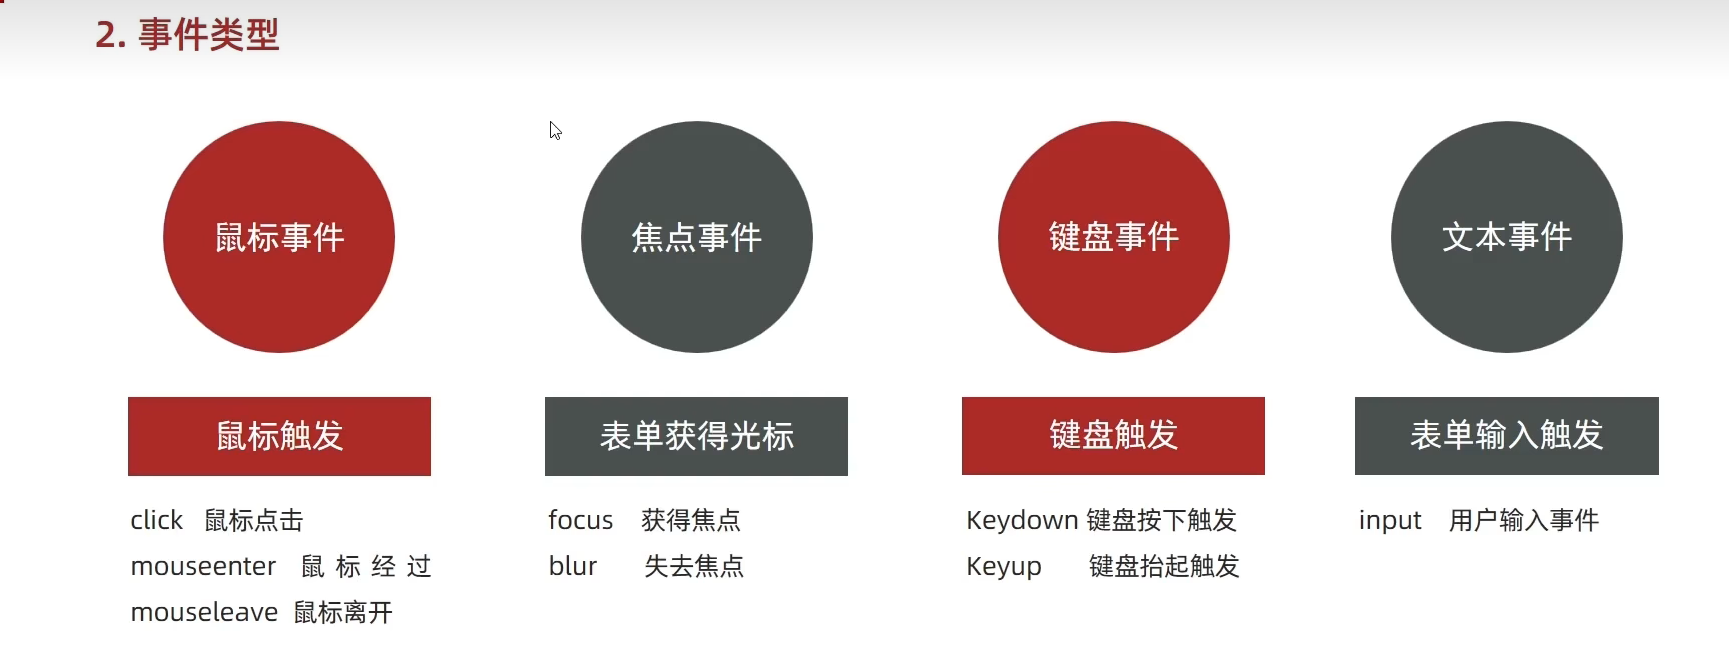 2. 事件类型
鼠标事件
焦点事件
键盘事件
文本事件
鼠标触发
表单获得光标
键盘触发
表单输入触发
click 鼠标点击
mouseenter 鼠标经过
mouseleave 鼠标离开
focus 获得焦点
blur 失去焦点
Keydown 键盘按下触发
Keyup 键盘抬起触发
input 用户输入事件